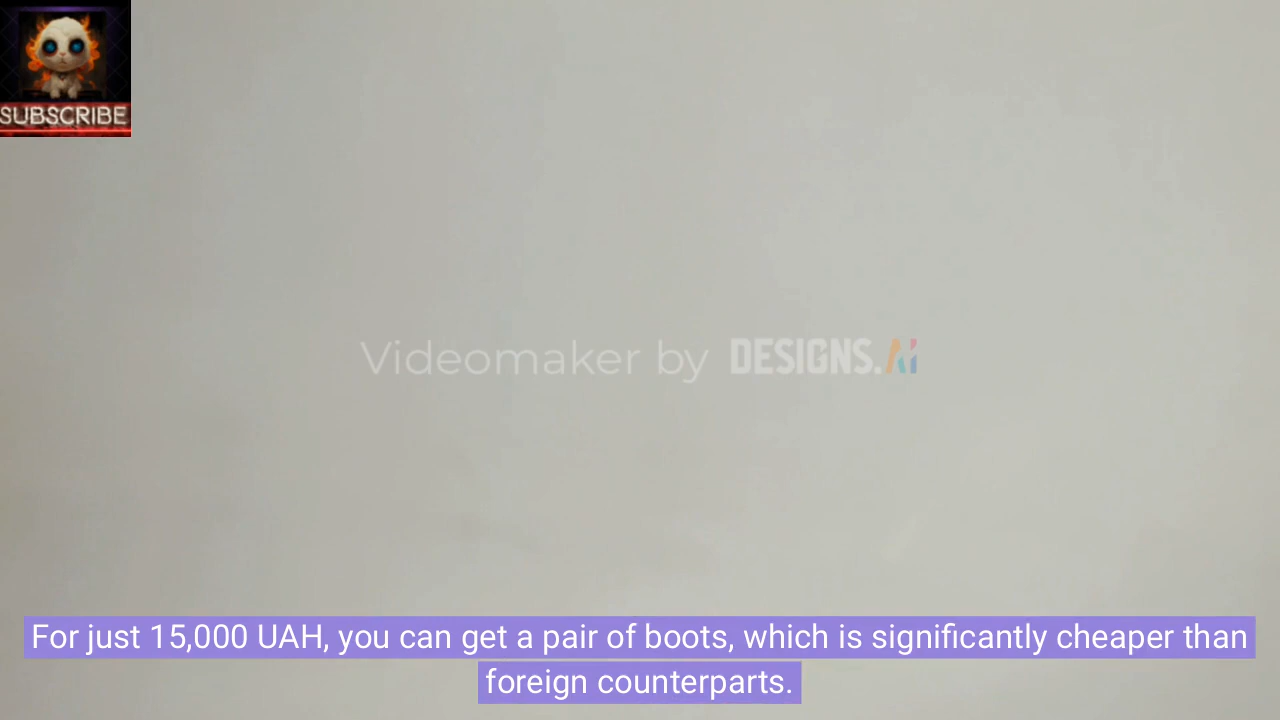 SUBSCRIBE
Videomaker by DESIGNS.AI
For just 15,000 UAH, you can get a pair of boots, which is significantly cheaper than
foreign counterparts.